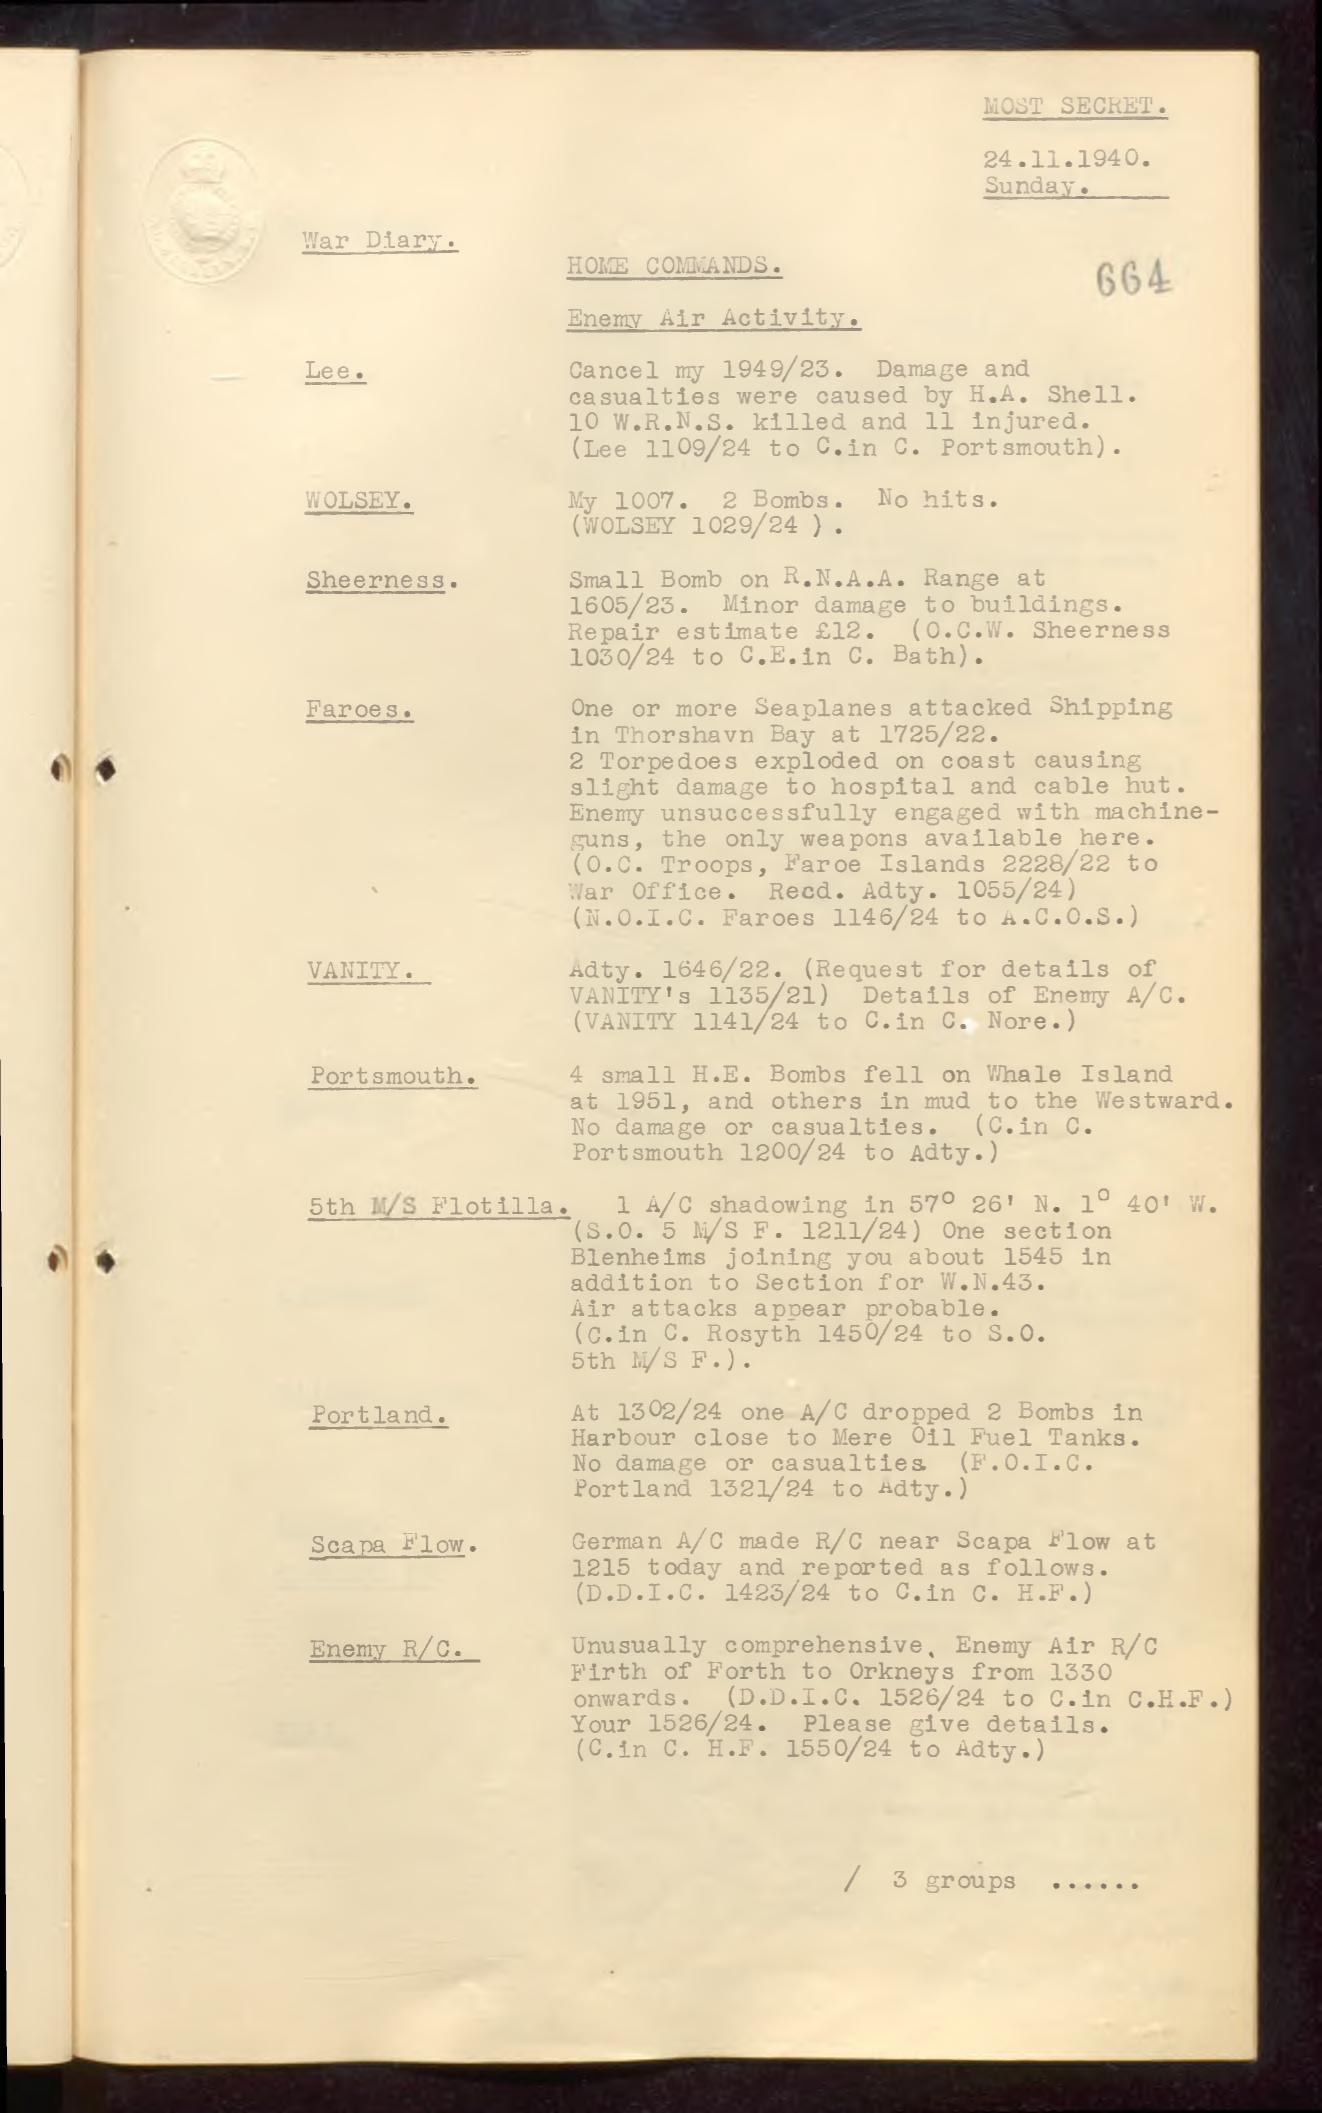 MOST SECRET.
24.11.1940.
Sunday.
War Diary.
HOME COMMANDS.
664
Enemy Air Activity.
Lee. Cancel my 1949/23. Damage and
casualties were caused by H.A. Shell.
10 W.R.N.S. killed and 11 injured.
(Lee 1109/24 to C.in C. Portsmouth).
WOLSEY. My 1007. 2 Bombs. No hits.
(WOLSEY 1029/24 ) .
Sheerness. Small Bomb on R.N.A.A. Range at
1605/23. Minor damage to buildings.
Repair estimate £12. (O.C.W. Sheerness
1030/24 to C.E.in C. Bath).
Faroes. One or more Seaplanes attacked Shipping
in Thorshavn Bay at 1725/22.
2 Torpedoes exploded on coast causing
slight damage to hospital and cable hut.
Enemy unsuccessfully engaged with machine-
guns, the only weapons available here.
(O.C. Troops, Faroe Islands 2228/22 to
War Office. Recd. Adty. 1055/24)
(N.O.I.C. Faroes 1146/24 to A.C.O.S.)
VANITY. Adty. 1646/22. (Request for details of
VANITY's 1135/21) Details of Enemy A/C.
(VANITY 1141/24 to C.in C. Nore.)
Portsmouth. 4 small H.E. Bombs fell on Whale Island
at 1951, and others in mud to the Westward.
No damage or casualties. (C.in C.
Portsmouth 1200/24 to Adty.)
5th M/S Flotilla. 1 A/C shadowing in 57° 26' N. 1° 40' W.
(S.O. 5 M/S F. 1211/24) One section
Blenheims joining you about 1545 in
addition to Section for W.N.43.
Air attacks appear probable.
(C.in C. Rosyth 1450/24 to S.O.
5th M/S F.).
Portland. At 1302/24 one A/C dropped 2 Bombs in
Harbour close to Mere Oil Fuel Tanks.
No damage or casualties. (F.O.I.C.
Portland 1321/24 to Adty.)
Scapa Flow. German A/C made R/C near Scapa Flow at
1215 today and reported as follows.
(D.D.I.C. 1423/24 to C.in C. H.F.)
Enemy R/C. Unusually comprehensive, Enemy Air R/C
Firth of Forth to Orkneys from 1330
onwards. (D.D.I.C. 1526/24 to C.in C.H.F.)
Your 1526/24. Please give details.
(C.in C. H.F. 1550/24 to Adty.)
/ 3 groups ......